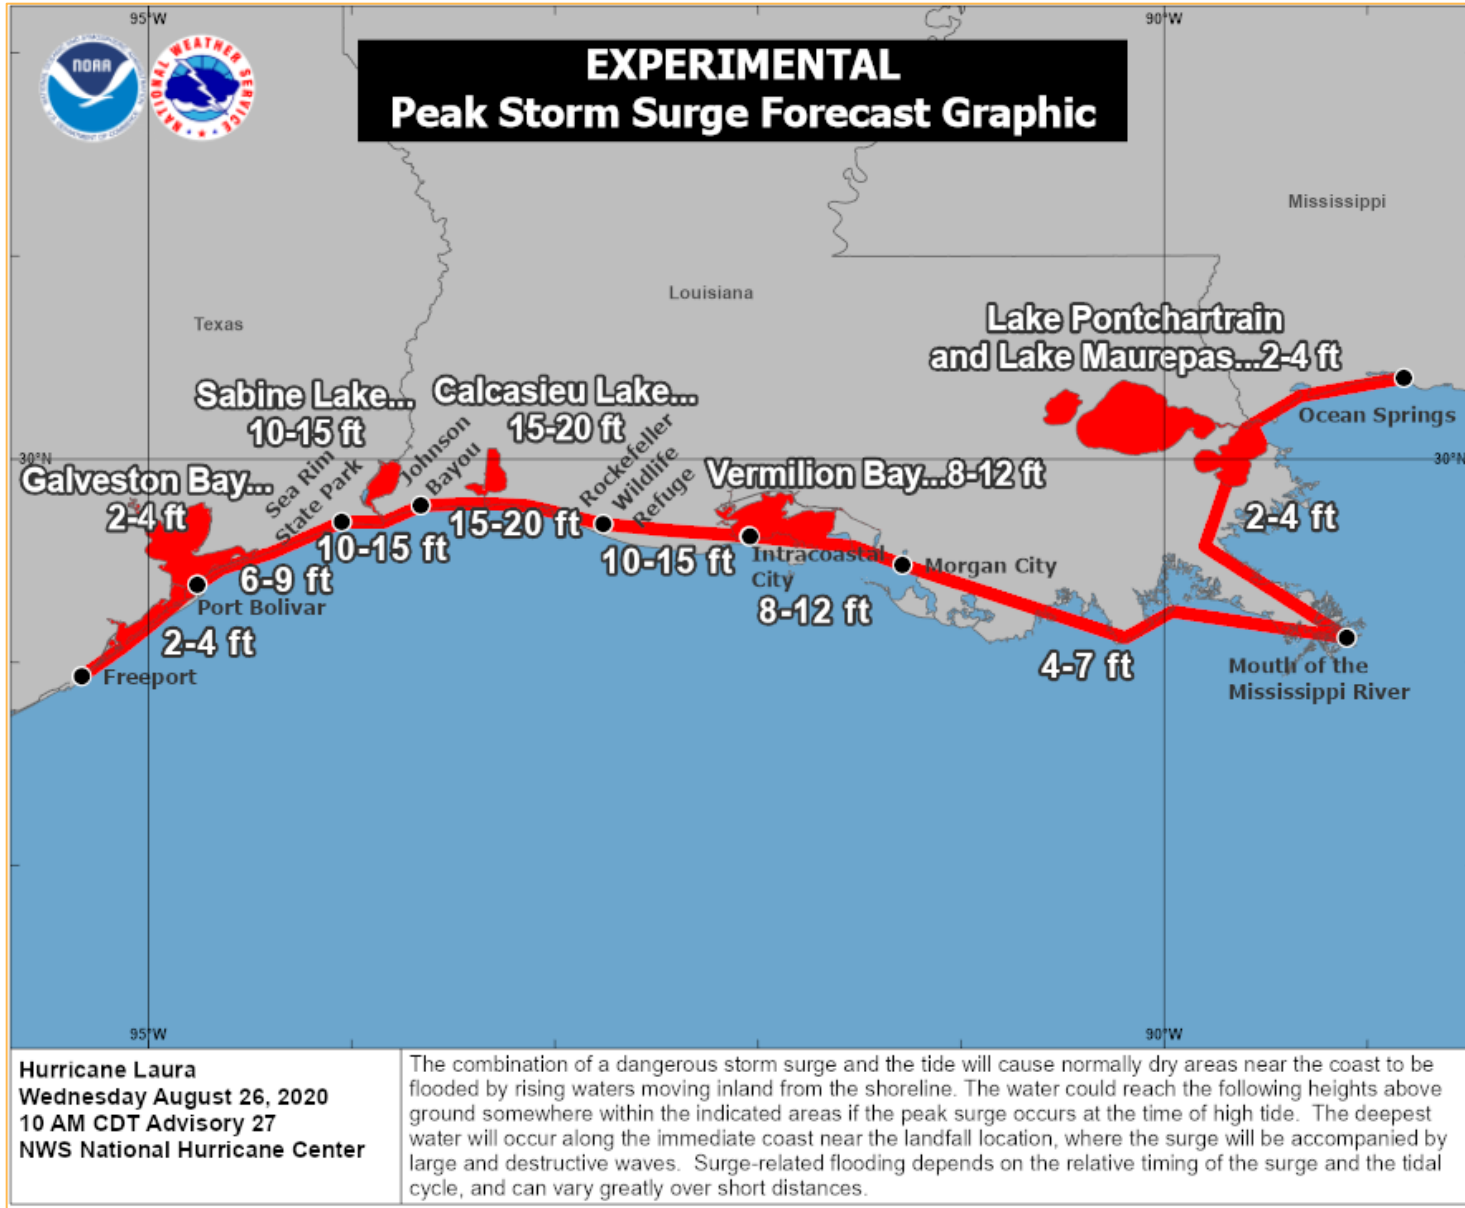 95°W
90°W
NOAA
NATIONAL WEATHER SERVICE
EXPERIMENTAL
Peak Storm Surge Forecast Graphic
Mississippi
Louisiana
Texas
Lake Pontchartrain
and Lake Maurepas...2-4 ft
Sabine Lake...
10-15 ft
Calcasieu Lake...
15-20 ft
Ocean Springs
30°N
30°N
Galveston Bay...
2-4 ft
Sea Rim
State Park
Johnson
Bayou
Rockefeller
Wildlife
Refuge
Vermilion Bay...8-12 ft
2-4 ft
15-20 ft
10-15 ft
10-15 ft
Intracoastal
City
Morgan City
6-9 ft
Port Bolivar
8-12 ft
2-4 ft
4-7 ft
Freeport
Mouth of the
Mississippi River
95°W
90°W
Hurricane Laura
Wednesday August 26, 2020
10 AM CDT Advisory 27
NWS National Hurricane Center
The combination of a dangerous storm surge and the tide will cause normally dry areas near the coast to be
flooded by rising waters moving inland from the shoreline. The water could reach the following heights above
ground somewhere within the indicated areas if the peak surge occurs at the time of high tide. The deepest
water will occur along the immediate coast near the landfall location, where the surge will be accompanied by
large and destructive waves. Surge-related flooding depends on the relative timing of the surge and the tidal
cycle, and can vary greatly over short distances.